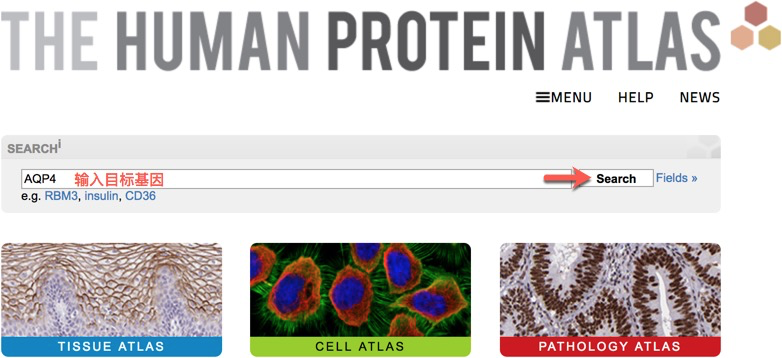 THE HUMAN PROTEIN ATLAS
≡MENU HELP NEWS
SEARCHi
AQP4 输入目标基因 Search Fields »
e.g. RBM3, insulin, CD36
TISSUE ATLAS CELL ATLAS PATHOLOGY ATLAS